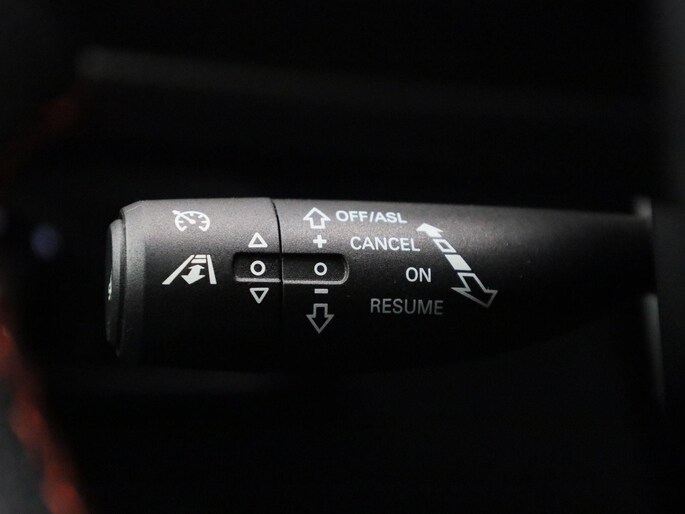 OFF/ASL
+ CANCEL
ON
− RESUME